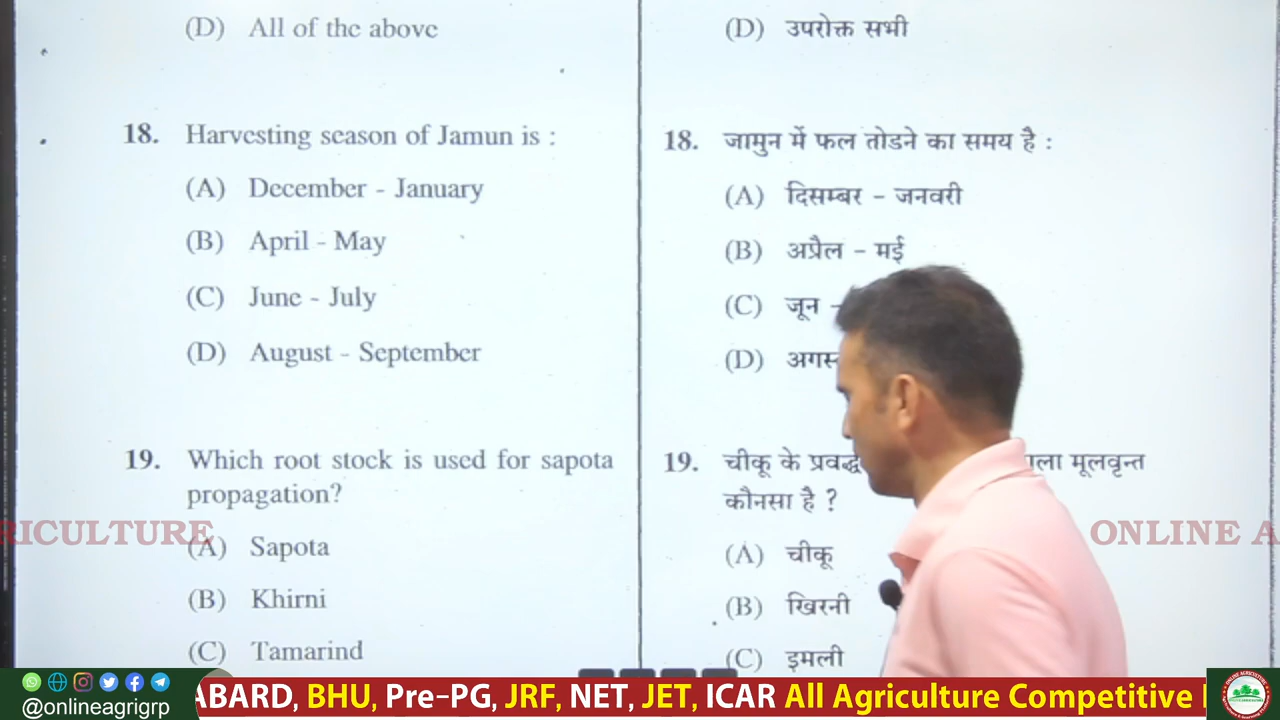 (D) All of the above
18. Harvesting season of Jamun is :
(A) December - January
(B) April - May
(C) June - July
(D) August - September
19. Which root stock is used for sapota
propagation?
(A) Sapota
(B) Khirni
(C) Tamarind
(D) उपरोक्त सभी
18. जामुन में फल तोडने का समय है :
(A) दिसम्बर - जनवरी
(B) अप्रैल - मई
(C) जून -
(D)
19. चीकू के मूलवृन्त
कौनसा है ?
(A) चीकू
(B) खिरनी
(C) इमली
RICULTURE
ONLINE A
@onlineagrigrp
ABARD, BHU, Pre-PG, JRF, NET, JET, ICAR All Agriculture Competitive